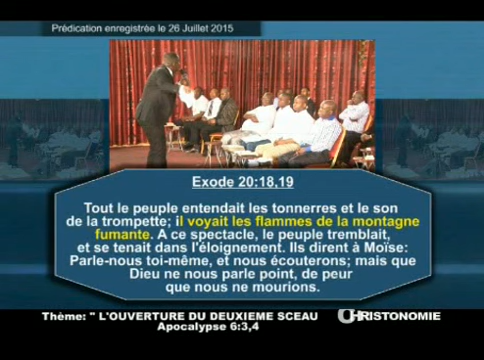 Prédication enregistrée le 26 Juillet 2015
Exode 20:18,19
Tout le peuple entendait les tonnerres et le son
de la trompette; il voyait les flammes de la montagne
fumante. A ce spectacle, le peuple tremblait,
et se tenait dans l'éloignement. Ils dirent à Moïse:
Parle-nous toi-même, et nous écouterons; mais que
Dieu ne nous parle point, de peur
que nous ne mourions.
Thème: " L'OUVERTURE DU DEUXIEME SCEAU
Apocalypse 6:3,4
CHRISTONOMIE